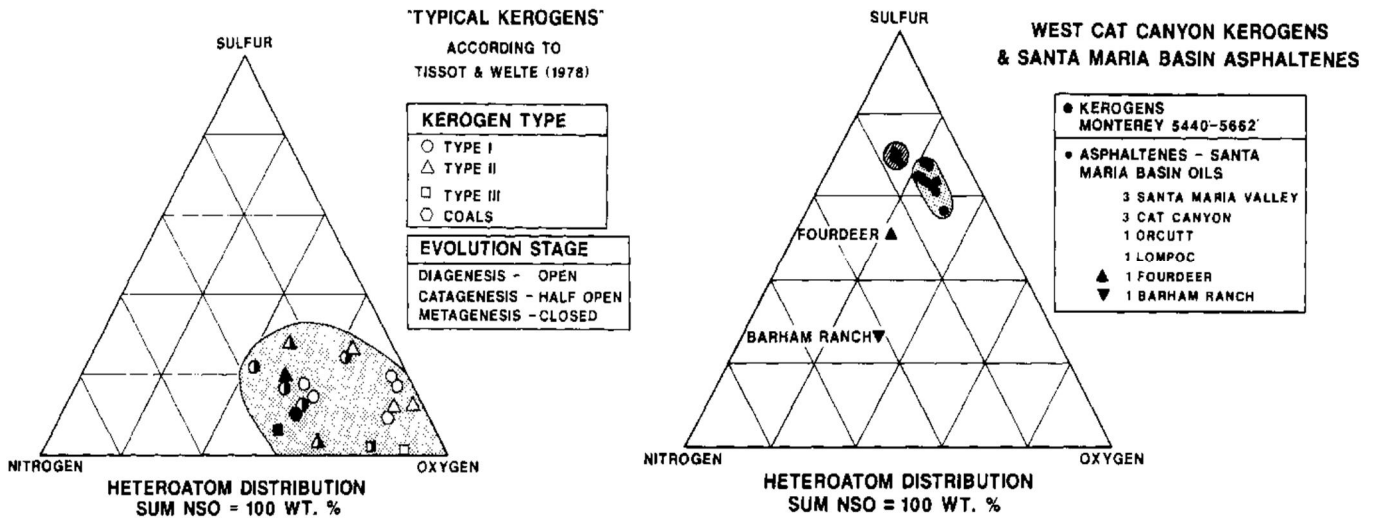 "TYPICAL KEROGENS"
ACCORDING TO
TISSOT & WELTE (1978)
SULFUR
KEROGEN TYPE
TYPE I
TYPE II
TYPE III
COALS
EVOLUTION STAGE
DIAGENESIS - OPEN
CATAGENESIS - HALF OPEN
METAGENESIS - CLOSED
NITROGEN
OXYGEN
HETEROATOM DISTRIBUTION
SUM NSO = 100 WT. %
SULFUR
WEST CAT CANYON KEROGENS
& SANTA MARIA BASIN ASPHALTENES
KEROGENS
MONTEREY 5440'-5662'
ASPHALTENES - SANTA
MARIA BASIN OILS
3 SANTA MARIA VALLEY
3 CAT CANYON
1 ORCUTT
1 LOMPOC
1 FOURDEER
1 BARHAM RANCH
FOURDEER
BARHAM RANCH
NITROGEN
OXYGEN
HETEROATOM DISTRIBUTION
SUM NSO = 100 WT. %